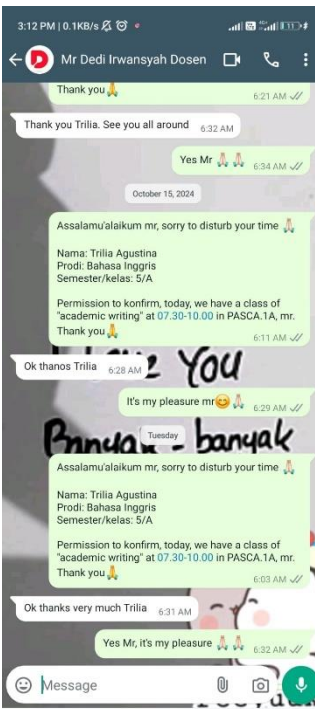 3:12 PM | 0.1KB/s
Mr Dedi Irwansyah Dosen
Thank you🙏
6:21 AM
Thank you Trilia. See you all around 6:32 AM
Yes Mr 🙏🏻 🙏🏻 6:34 AM
October 15, 2024
Assalamu'alaikum mr, sorry to disturb your time 🙏🏻
Nama: Trilia Agustina
Prodi: Bahasa Inggris
Semester/kelas: 5/A
Permission to konfirm, today, we have a class of
"academic writing" at 07.30-10.00 in PASCA.1A, mr.
Thank you🙏
6:11 AM
Ok thanos Trilia 6:28 AM
YOU
It's my pleasure mr😊 🙏🏻 6:29 AM
Banyak - banyak
Tuesday
Assalamu'alaikum mr, sorry to disturb your time 🙏🏻
Nama: Trilia Agustina
Prodi: Bahasa Inggris
Semester/kelas: 5/A
Permission to konfirm, today, we have a class of
"academic writing" at 07.30-10.00 in PASCA.1A, mr.
Thank you🙏
6:03 AM
Ok thanks very much Trilia 6:31 AM
Yes Mr, it's my pleasure 🙏🏻 🙏🏻 6:32 AM
Message